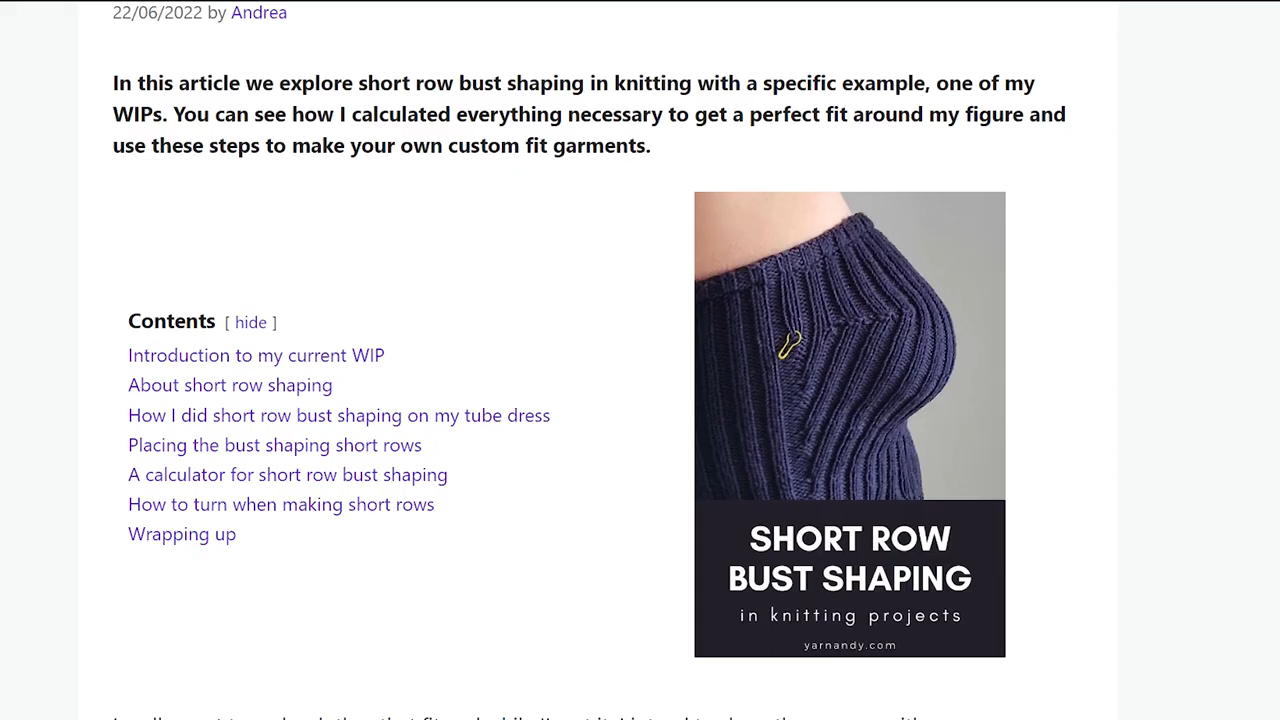 22/06/2022 by Andrea
In this article we explore short row bust shaping in knitting with a specific example, one of my
WIPs. You can see how I calculated everything necessary to get a perfect fit around my figure and
use these steps to make your own custom fit garments.
Contents [ hide ]
Introduction to my current WIP
About short row shaping
How I did short row bust shaping on my tube dress
Placing the bust shaping short rows
A calculator for short row bust shaping
How to turn when making short rows
Wrapping up
SHORT ROW
BUST SHAPING
in knitting projects
yarnandy.com